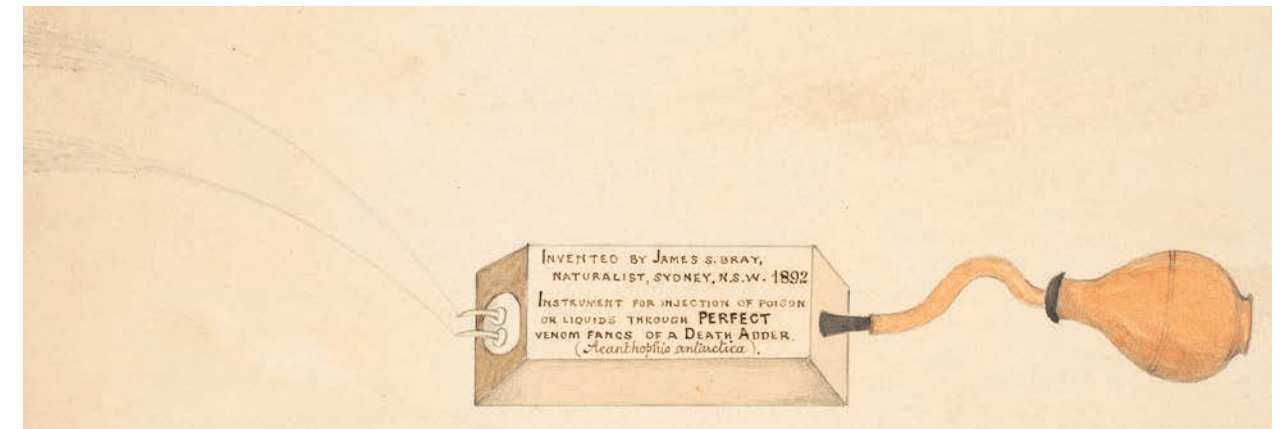 INVENTED BY JAMES S. BRAY,
NATURALIST, SYDNEY, N.S.W. 1892
INSTRUMENT FOR INJECTION OF POISON
OR LIQUIDS THROUGH PERFECT
VENOM FANGS OF A DEATH ADDER.
(Acanthophis antarctica).